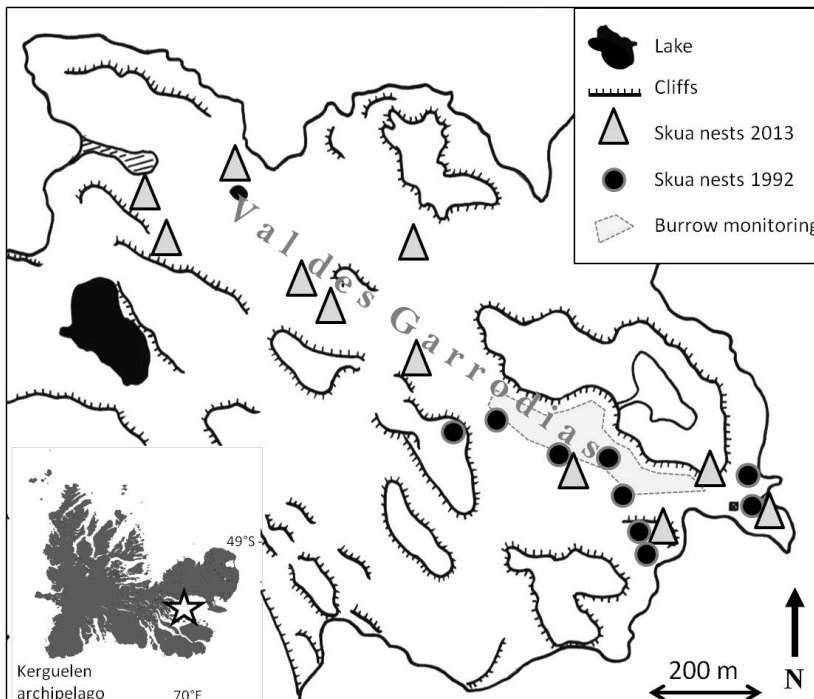 Lake
Cliffs
Skua nests 2013
Skua nests 1992
Burrow monitoring
Val des Garrodias
49°S
Kerguelen
archipelago
70°E
200 m
N